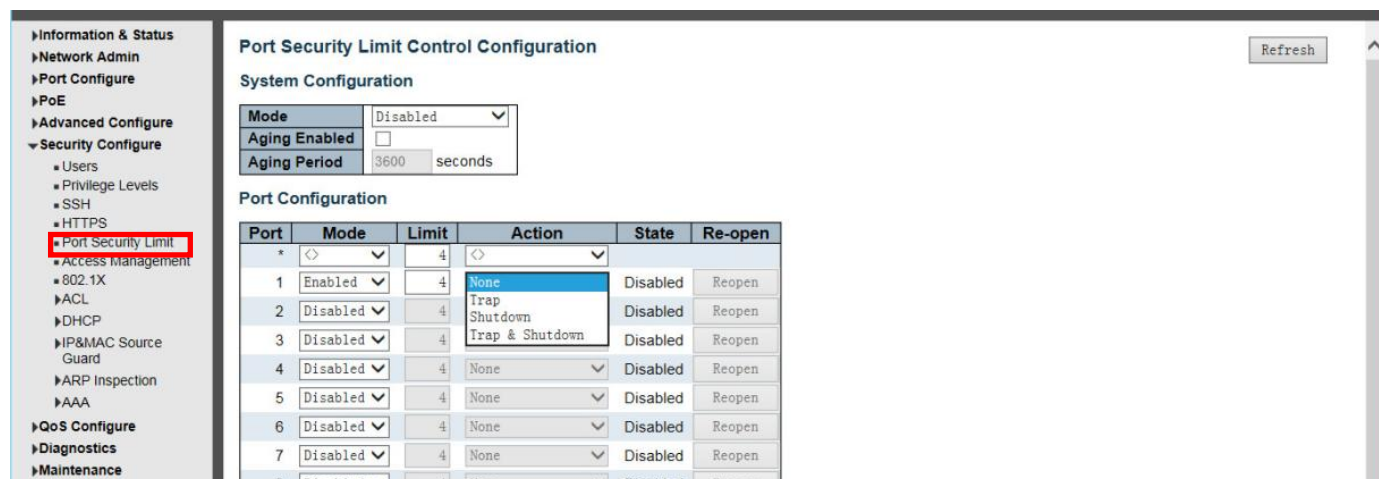 Information & Status
Network Admin
Port Configure
PoE
Advanced Configure
Security Configure
Users
Privilege Levels
SSH
HTTPS
Port Security Limit
Access Management
802.1X
ACL
DHCP
IP&MAC Source
Guard
ARP Inspection
AAA
QoS Configure
Diagnostics
Maintenance
Port Security Limit Control Configuration
Refresh
System Configuration
Mode Disabled
Aging Enabled
Aging Period 3600 seconds
Port Configuration
Port Mode Limit Action State Re-open
* <> 4 <>
1 Enabled 4 None Disabled Reopen
Trap
2 Disabled 4 Shutdown Disabled Reopen
3 Disabled 4 Trap & Shutdown Disabled Reopen
4 Disabled 4 None Disabled Reopen
5 Disabled 4 None Disabled Reopen
6 Disabled 4 None Disabled Reopen
7 Disabled 4 None Disabled Reopen